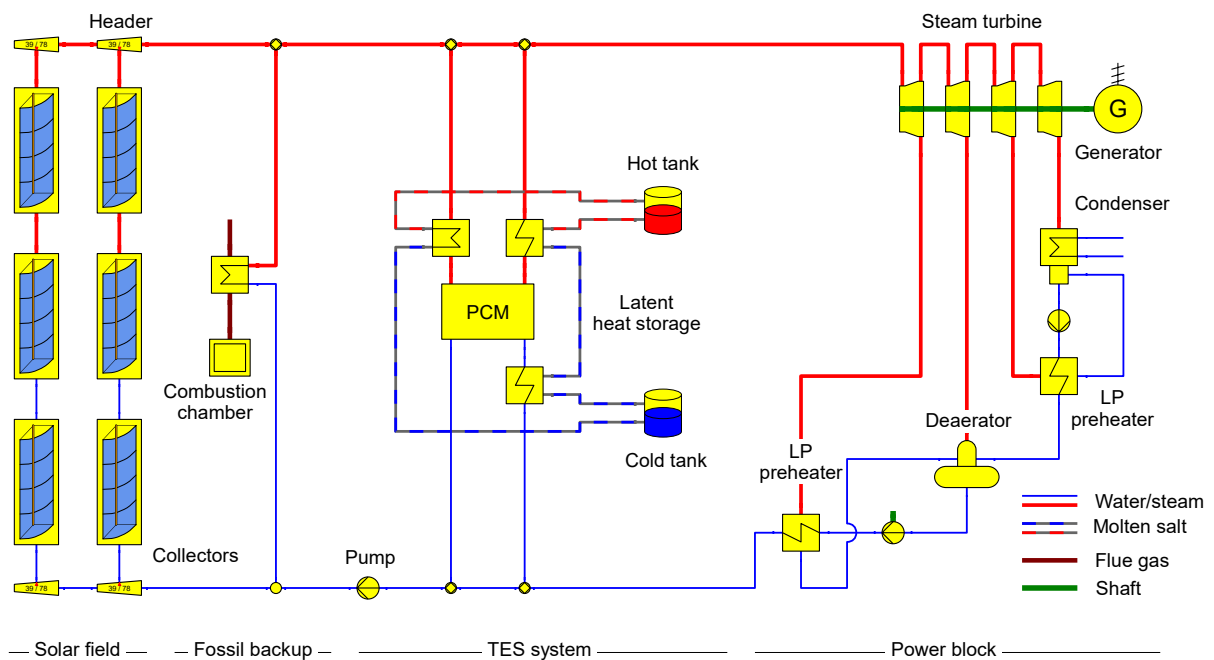 Header
Steam turbine
39 / 78
39 / 78
G
Generator
Hot tank
Condenser
PCM
Latent
heat storage
Combustion
chamber
LP
preheater
Deaerator
LP
preheater
Cold tank
Water/steam
Molten salt
Collectors
Pump
Flue gas
Shaft
39 / 78
39 / 78
Solar field
Fossil backup
TES system
Power block